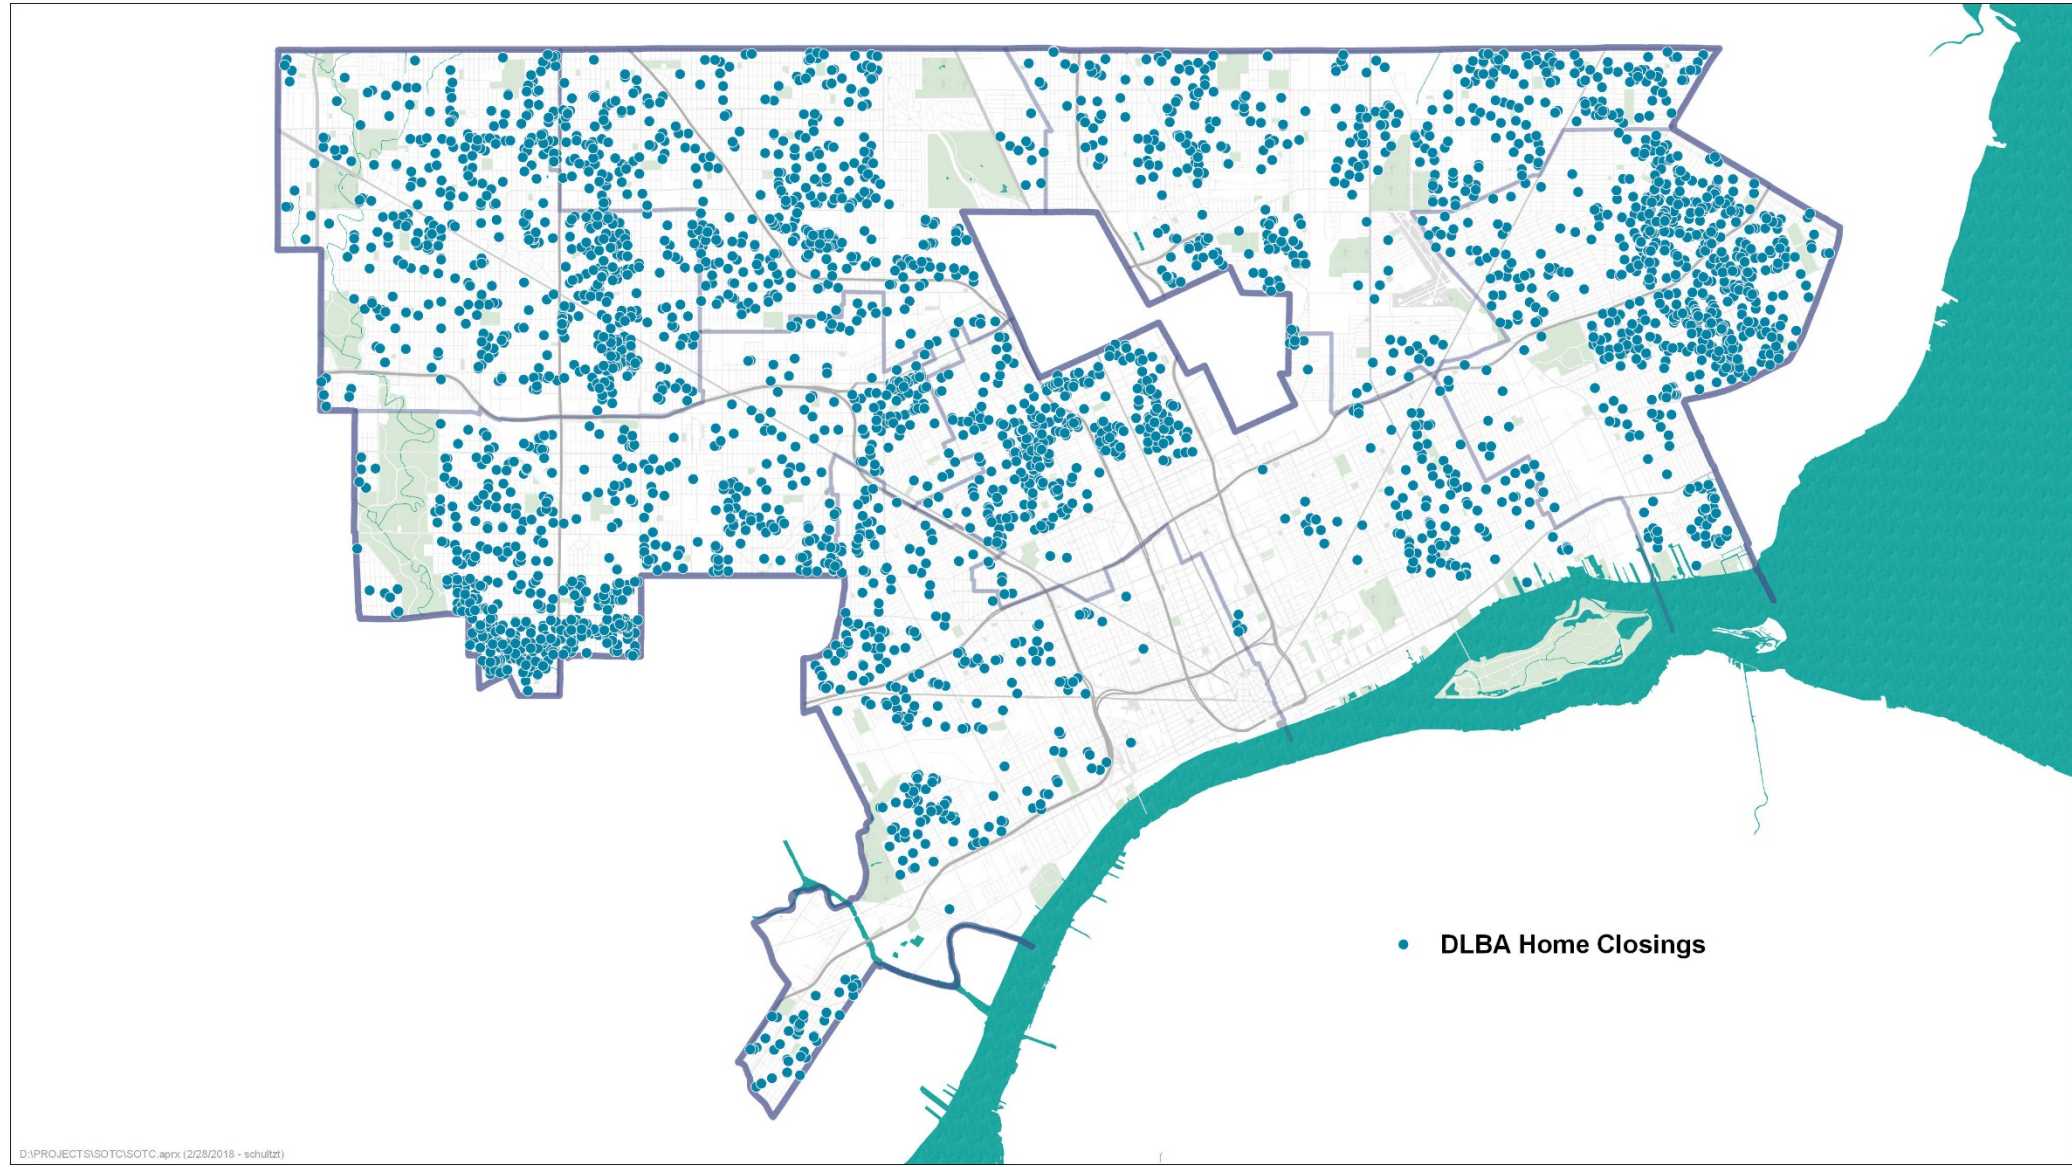 DLBA Home Closings
D:\PROJECTS\SOTC\SOTC.aprx (2/28/2018 - schultzt)